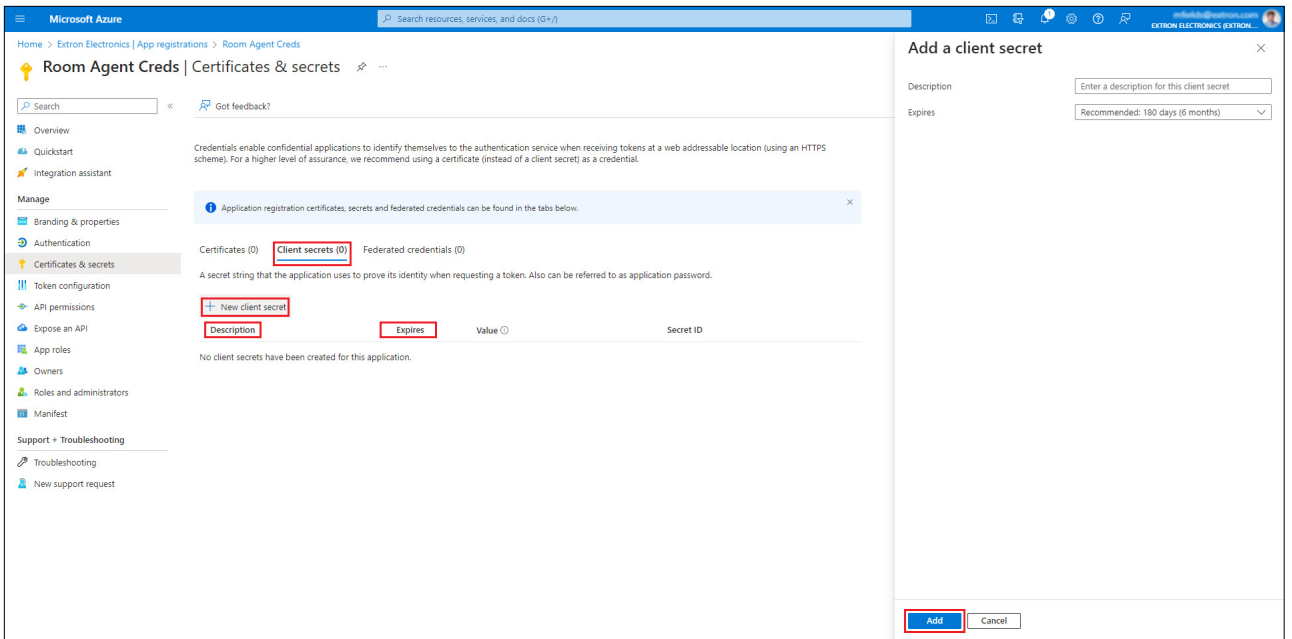 Microsoft Azure
Search resources, services, and docs (G+/)
1
EXTRON ELECTRONICS (EXTRON....
Home > Extron Electronics | App registrations > Room Agent Creds
Room Agent Creds | Certificates & secrets
Search
Overview
Quickstart
Integration assistant
Manage
Branding & properties
Authentication
Certificates & secrets
Token configuration
API permissions
Expose an API
App roles
Owners
Roles and administrators
Manifest
Support + Troubleshooting
Troubleshooting
New support request
Got feedback?
Credentials enable confidential applications to identify themselves to the authentication service when receiving tokens at a web addressable location (using an HTTPS
scheme). For a higher level of assurance, we recommend using a certificate (instead of a client secret) as a credential.
Application registration certificates, secrets and federated credentials can be found in the tabs below.
Certificates (0) Client secrets (0) Federated credentials (0)
A secret string that the application uses to prove its identity when requesting a token. Also can be referred to as application password.
New client secret
Description Expires Value Secret ID
No client secrets have been created for this application.
Add a client secret
Description Enter a description for this client secret
Expires Recommended: 180 days (6 months)
Add Cancel